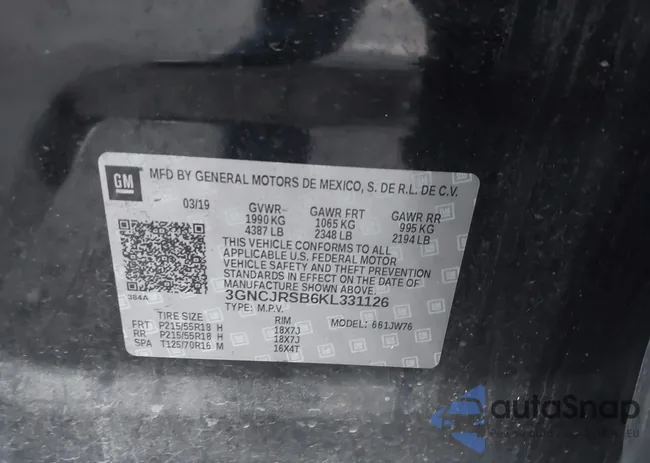 GM
MFD BY GENERAL MOTORS DE MEXICO, S. DE R.L. DE C.V.
03/19 GVWR GAWR FRT GAWR RR
1990 KG 1065 KG 995 KG
4387 LB 2348 LB 2194 LB
THIS VEHICLE CONFORMS TO ALL
APPLICABLE U.S. FEDERAL MOTOR
VEHICLE SAFETY AND THEFT PREVENTION
STANDARDS IN EFFECT ON THE DATE OF
MANUFACTURE SHOWN ABOVE.
384A
3GNCJRSB6KL331126
TYPE: M.P.V. MODEL: 661JW76
TIRE SIZE RIM
FRT P215/55R18 H 18X7J
RR P215/55R18 H 18X7J
SPA T125/70R16 M 16X4T
autoSnap